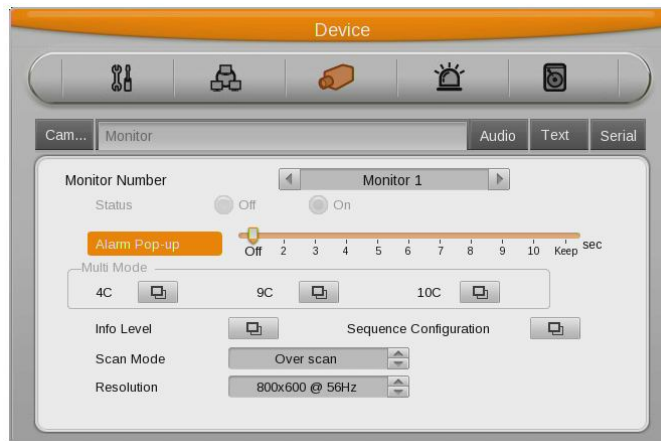 Device
Cam... Monitor Audio Text Serial
Monitor Number Monitor 1
Status Off On
Alarm Pop-up Off 2 3 4 5 6 7 8 9 10 Keep sec
Multi Mode
4C 9C 10C
Info Level Sequence Configuration
Scan Mode Over scan
Resolution 800x600 @ 56Hz